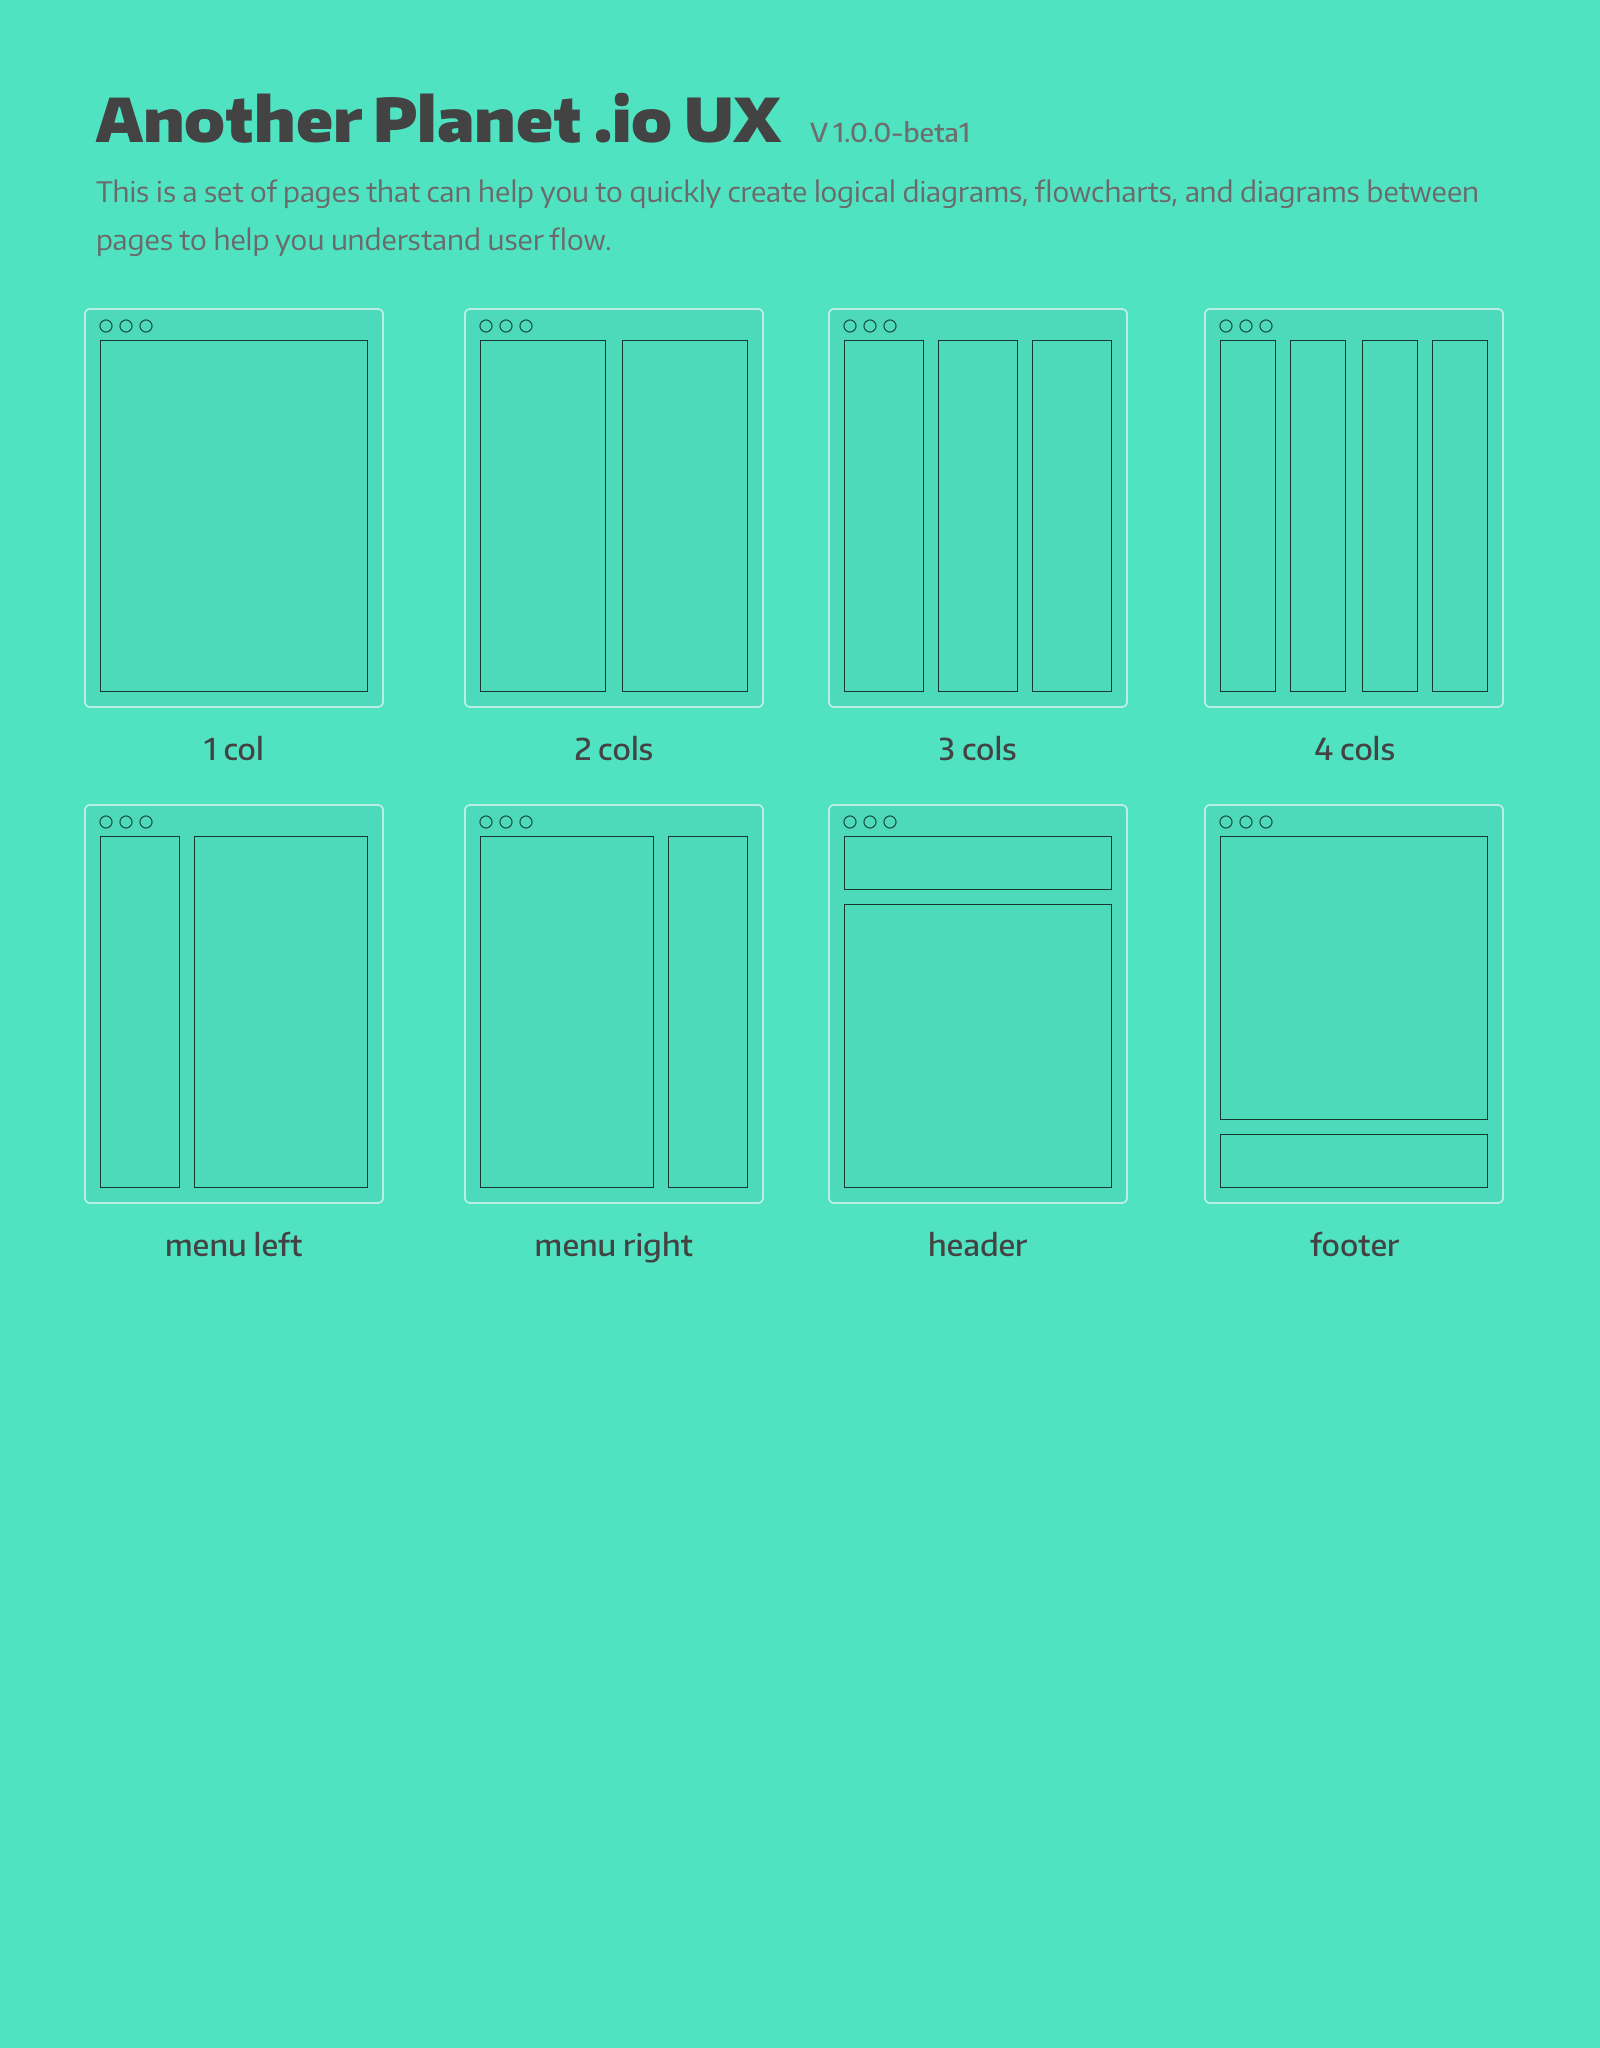 Another Planet .io UX V 1.0.0-beta1
This is a set of pages that can help you to quickly create logical diagrams, flowcharts, and diagrams between
pages to help you understand user flow.
1 col
2 cols
3 cols
4 cols
menu left
menu right
header
footer